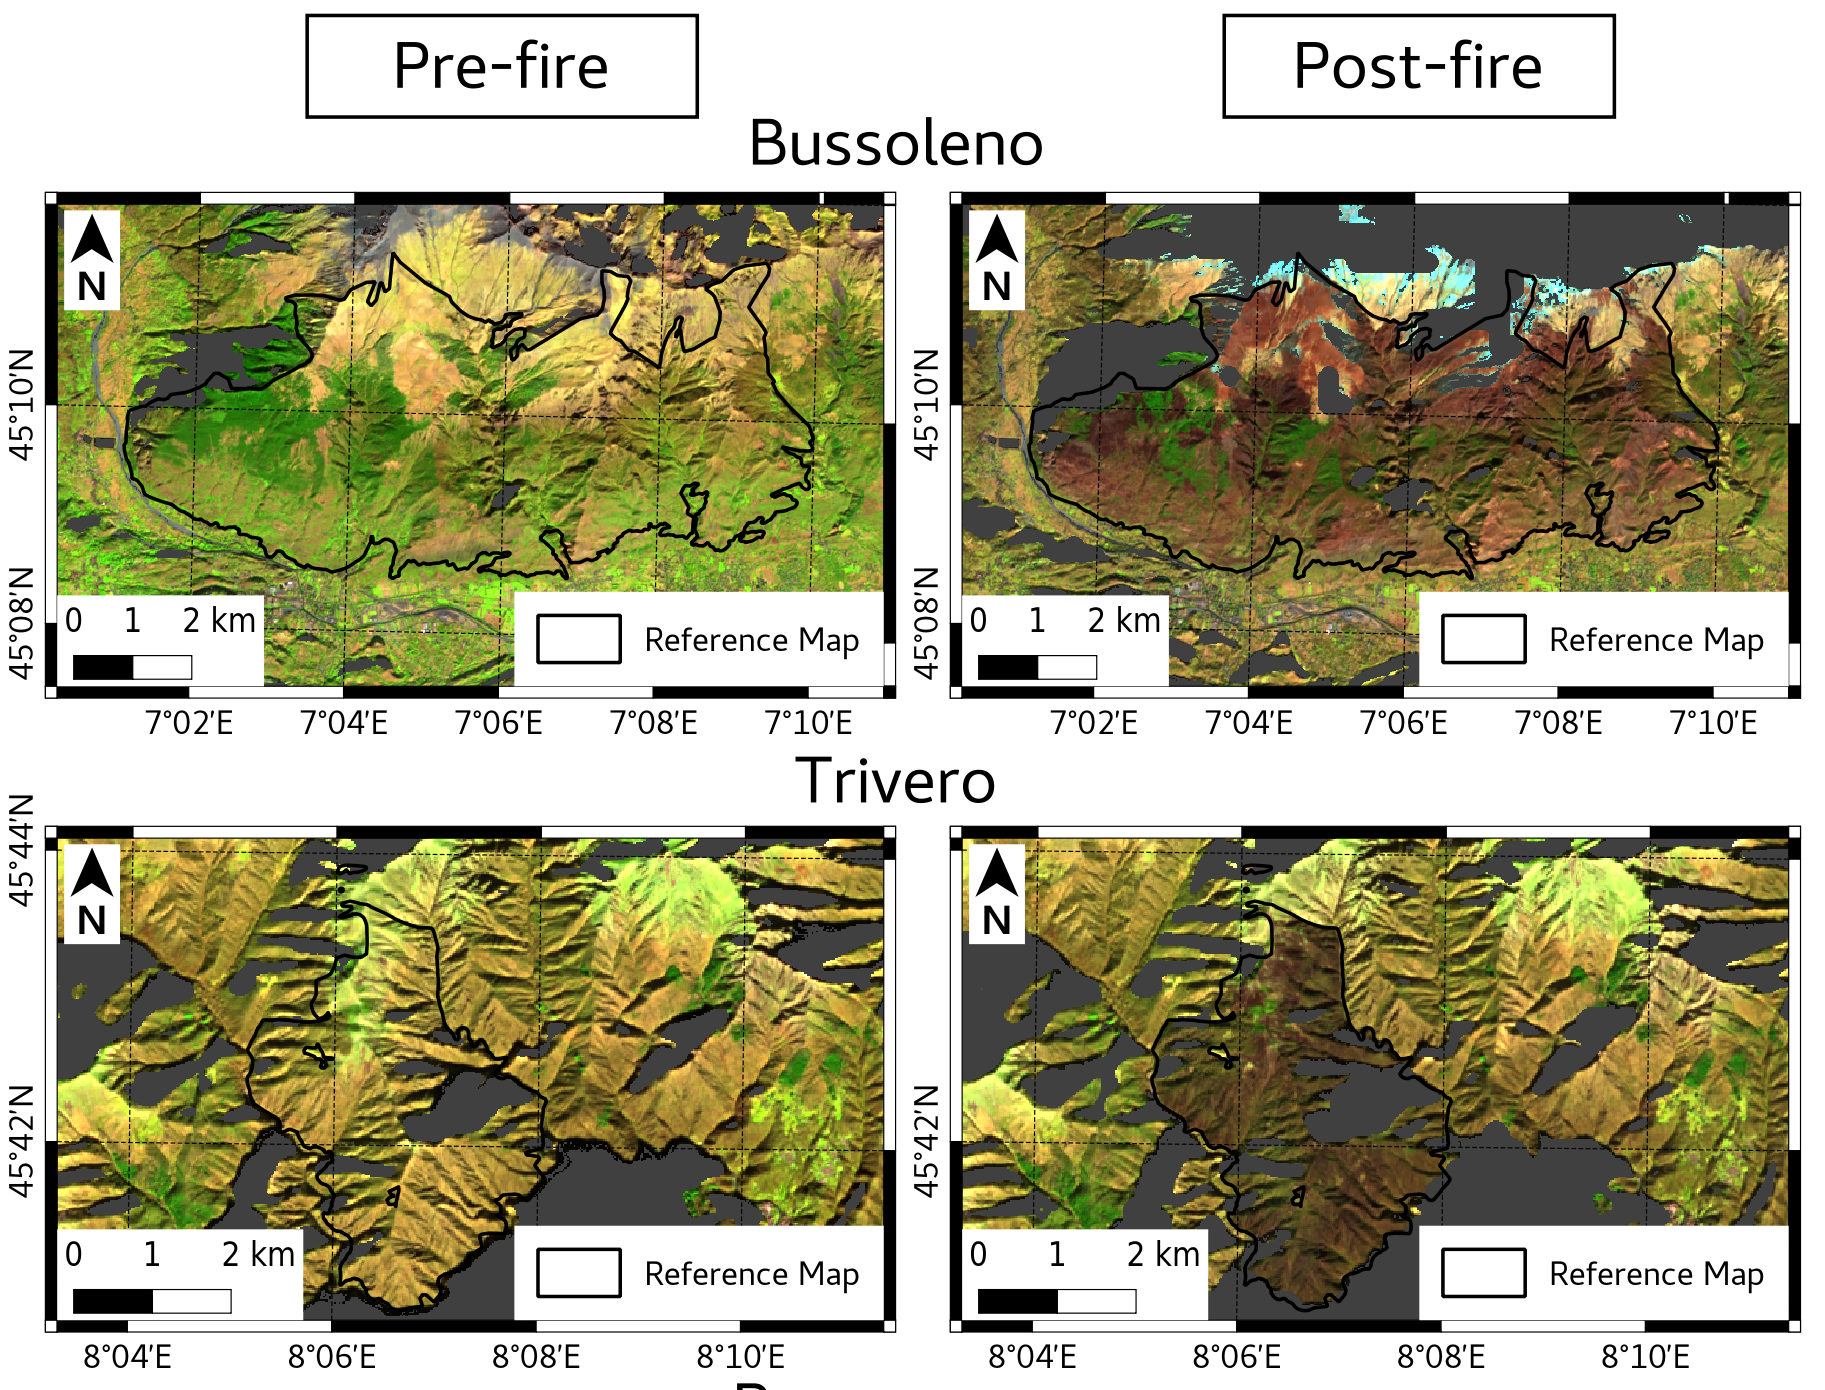 Pre-fire
Post-fire
Bussoleno
N
45°10'N
45°08'N
0 1 2 km
Reference Map
7°02'E 7°04'E 7°06'E 7°08'E 7°10'E
N
45°10'N
45°08'N
0 1 2 km
Reference Map
7°02'E 7°04'E 7°06'E 7°08'E 7°10'E
Trivero
N
45°44'N
45°42'N
0 1 2 km
Reference Map
8°04'E 8°06'E 8°08'E 8°10'E
N
45°42'N
0 1 2 km
Reference Map
8°04'E 8°06'E 8°08'E 8°10'E